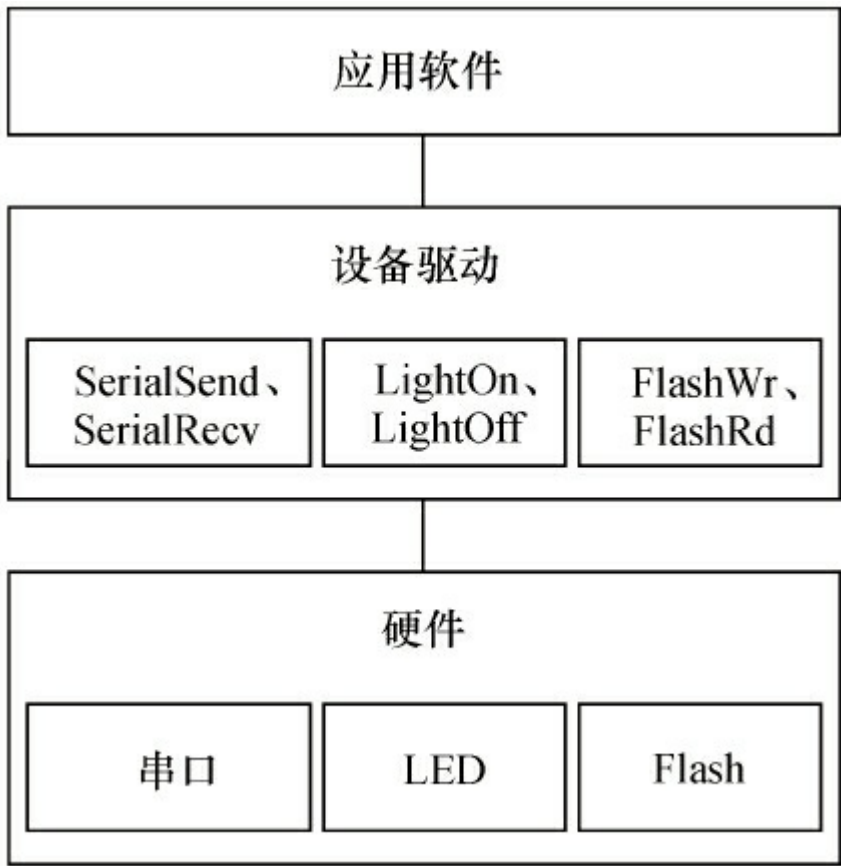 应用软件
设备驱动
SerialSend、
SerialRecv
LightOn、
LightOff
FlashWr、
FlashRd
硬件
串口
LED
Flash